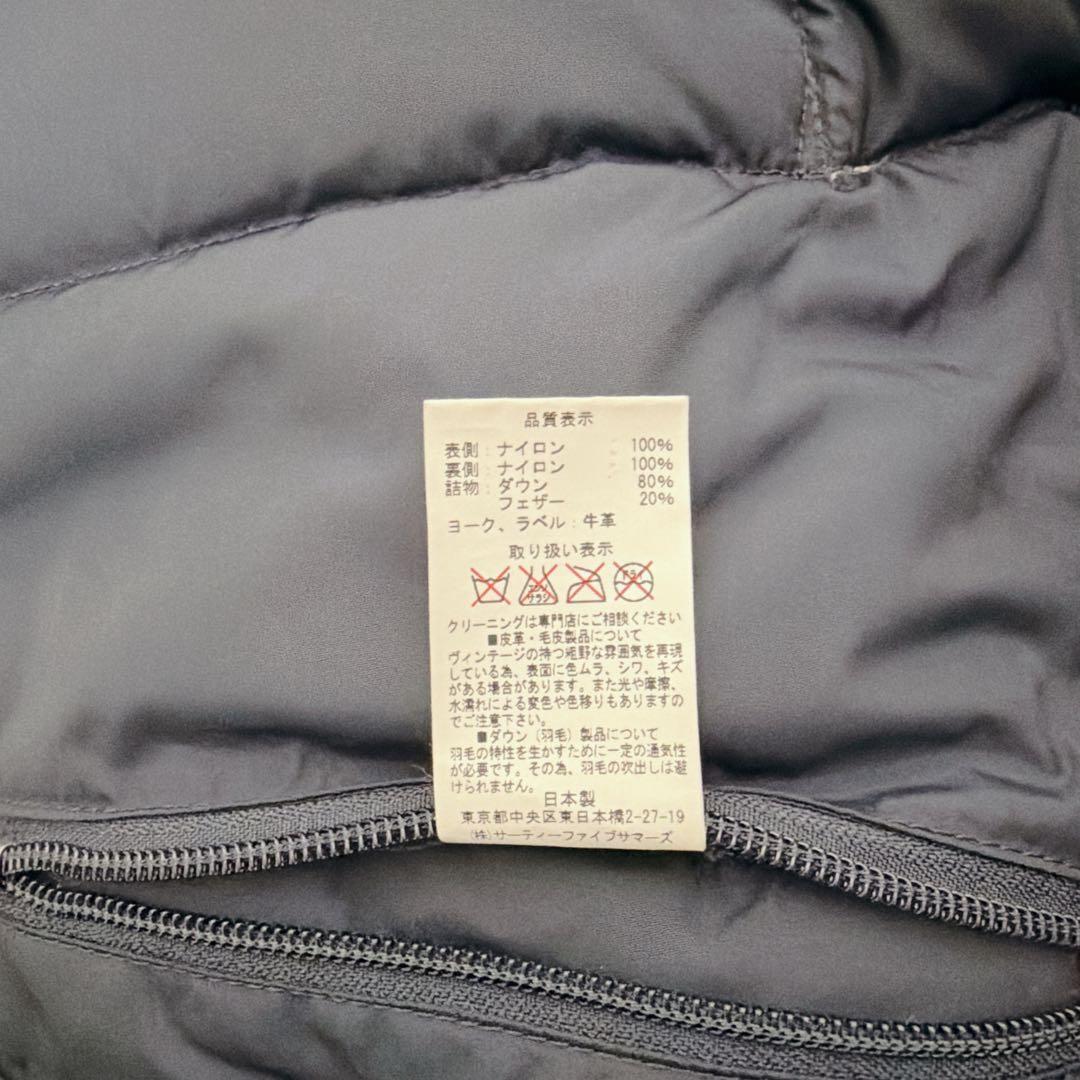 品質表示
表側：ナイロン 100%
裏側：ナイロン 100%
詰物：ダウン 80%
フェザー 20%
ヨーク、ラベル：牛革
取り扱い表示
エンソ
サラシ
ドライ
クリーニングは専門店にご相談ください
■皮革・毛皮製品について
ヴィンテージの持つ粗野な雰囲気を再現
している為、表面に色ムラ、シワ、キズ
がある場合があります。また光や摩擦、
水濡れによる変色や色移りもありますの
でご注意下さい。
■ダウン（羽毛）製品について
羽毛の特性を生かすために一定の通気性
が必要です。その為、羽毛の吹出しは避
けられません。
日本製
東京都中央区東日本橋2-27-19
（株）サーティーファイブサマーズ